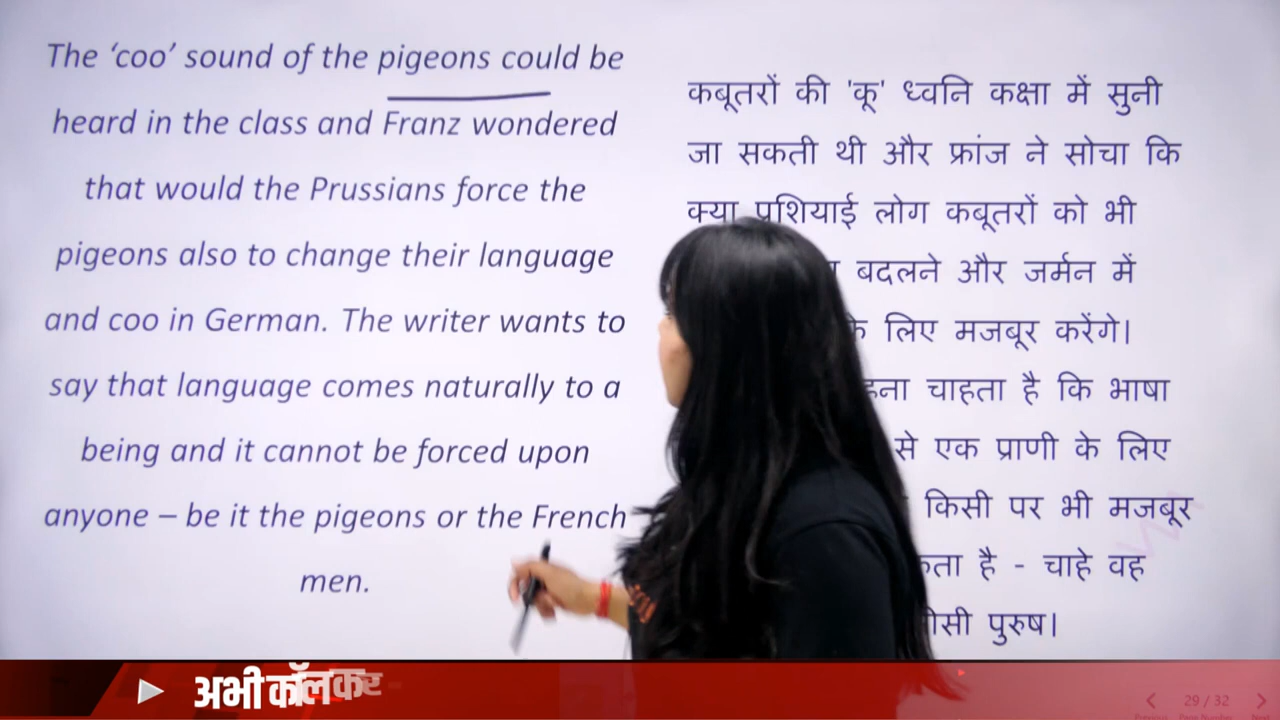 The ‘coo’ sound of the pigeons could be
heard in the class and Franz wondered
that would the Prussians force the
pigeons also to change their language
and coo in German. The writer wants to
say that language comes naturally to a
being and it cannot be forced upon
anyone – be it the pigeons or the French
men.
कबूतरों की 'कू' ध्वनि कक्षा में सुनी
जा सकती थी और फ्रांज ने सोचा कि
क्या प्रशियाई लोग कबूतरों को भी
बदलने और जर्मन में
के लिए मजबूर करेंगे।
चाहता है कि भाषा
से एक प्राणी के लिए
किसी पर भी मजबूर
है - चाहे वह
पुरुष।
अभी कॉल कर
29 / 32